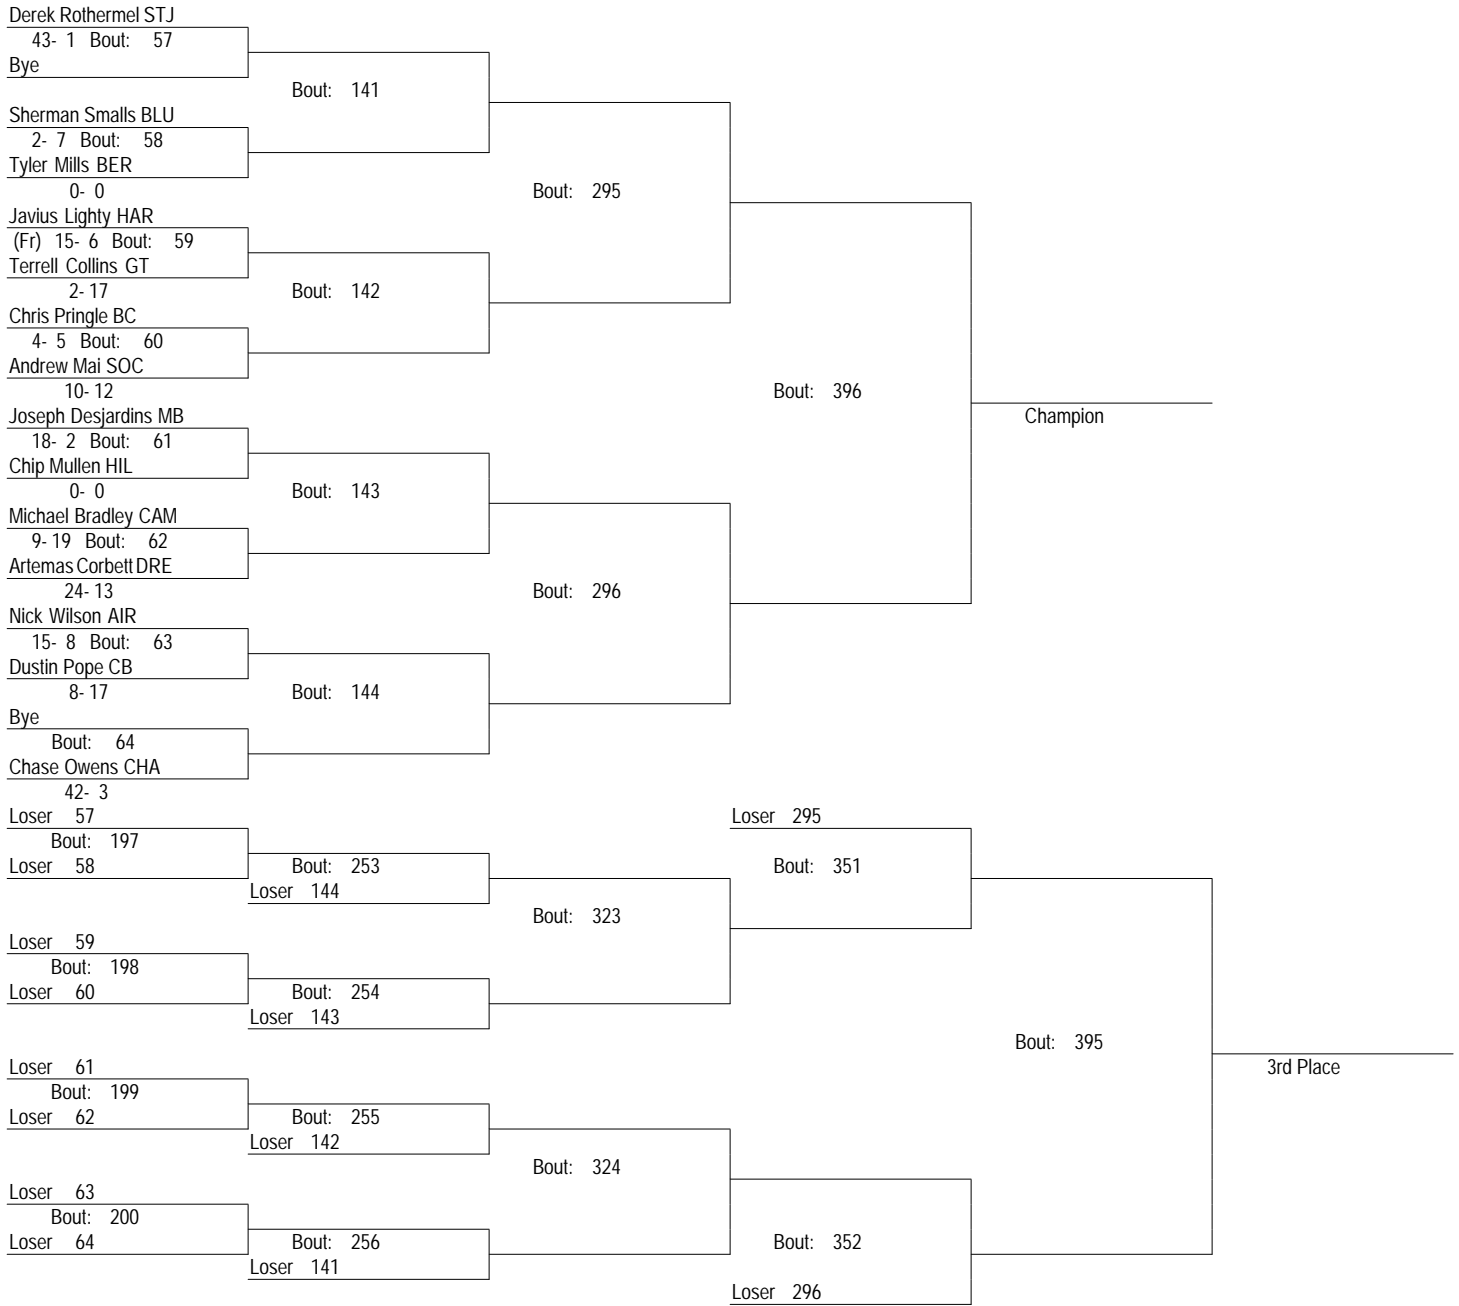 Derek Rothermel STJ
43- 1 Bout: 57
Bye
Bout: 141
Sherman Smalls BLU
2- 7 Bout: 58
Tyler Mills BER
0- 0
Bout: 295
Javius Lighty HAR
(Fr) 15- 6 Bout: 59
Terrell Collins GT
2- 17
Bout: 142
Chris Pringle BC
4- 5 Bout: 60
Andrew Mai SOC
10- 12
Bout: 396
Joseph Desjardins MB
Champion
18- 2 Bout: 61
Chip Mullen HIL
0- 0
Bout: 143
Michael Bradley CAM
9- 19 Bout: 62
Artemas Corbett DRE
24- 13
Bout: 296
Nick Wilson AIR
15- 8 Bout: 63
Dustin Pope CB
8- 17
Bout: 144
Bye
Bout: 64
Chase Owens CHA
42- 3
Loser 57
Loser 295
Bout: 197
Loser 58
Bout: 253
Bout: 351
Loser 144
Bout: 323
Loser 59
Bout: 198
Loser 60
Bout: 254
Loser 143
Bout: 395
Loser 61
3rd Place
Bout: 199
Loser 62
Bout: 255
Loser 142
Bout: 324
Loser 63
Bout: 200
Loser 64
Bout: 256
Bout: 352
Loser 141
Loser 296